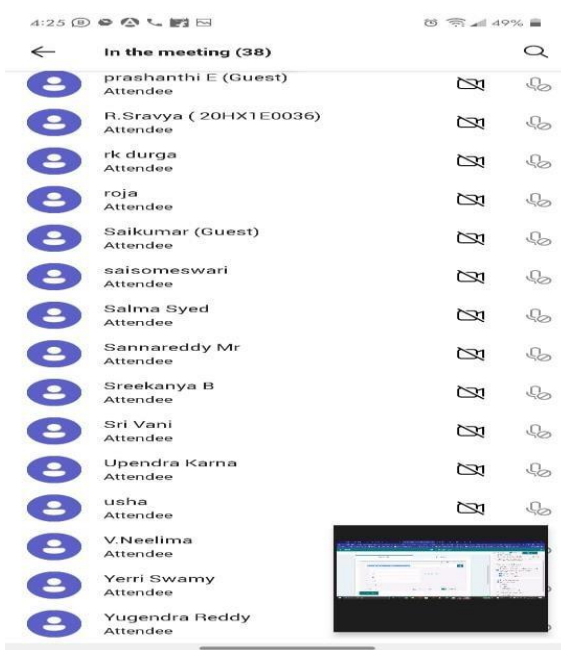 4:25 49%
In the meeting (38)
prashanthi E (Guest)
Attendee
R.Sravya ( 20HX1E0036)
Attendee
rk durga
Attendee
roja
Attendee
Saikumar (Guest)
Attendee
saisomeswari
Attendee
Salma Syed
Attendee
Sannareddy Mr
Attendee
Sreekanya B
Attendee
Sri Vani
Attendee
Upendra Karna
Attendee
usha
Attendee
V.Neelima
Attendee
Yerri Swamy
Attendee
Yugendra Reddy
Attendee